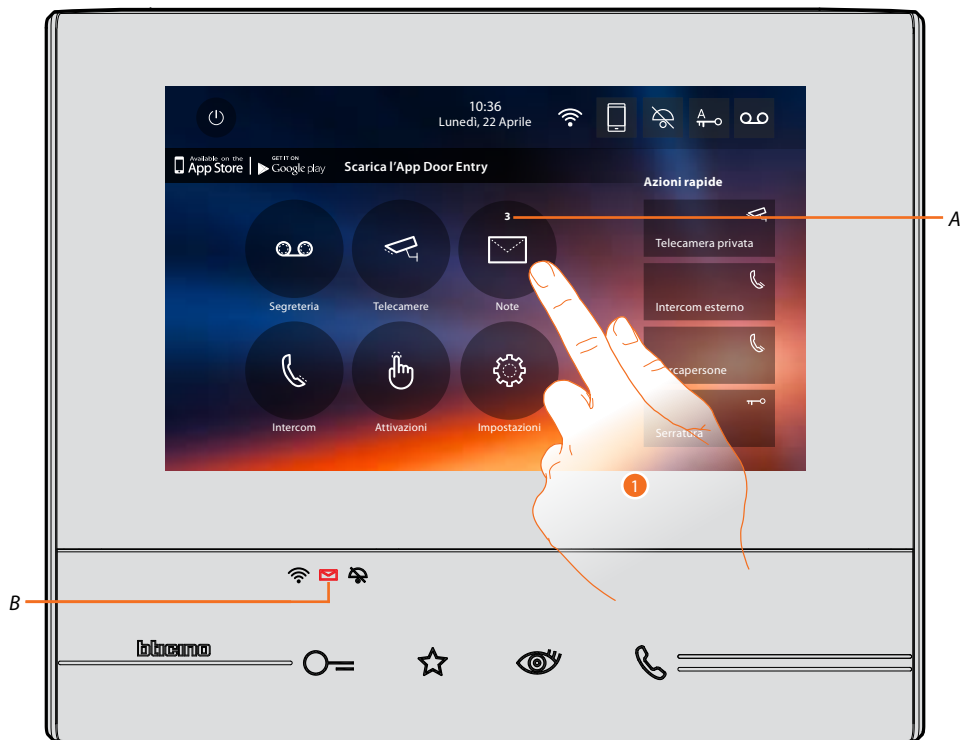 10:36
Lunedì, 22 Aprile
A
Available on the
App Store
GET IT ON
Google play
Scarica l'App Door Entry
Azioni rapide
3
A
Telecamera privata
Segreteria
Telecamere
Note
Intercom esterno
rcapersone
Intercom
Attivazioni
Impostazioni
Serratura
1
B
bticino